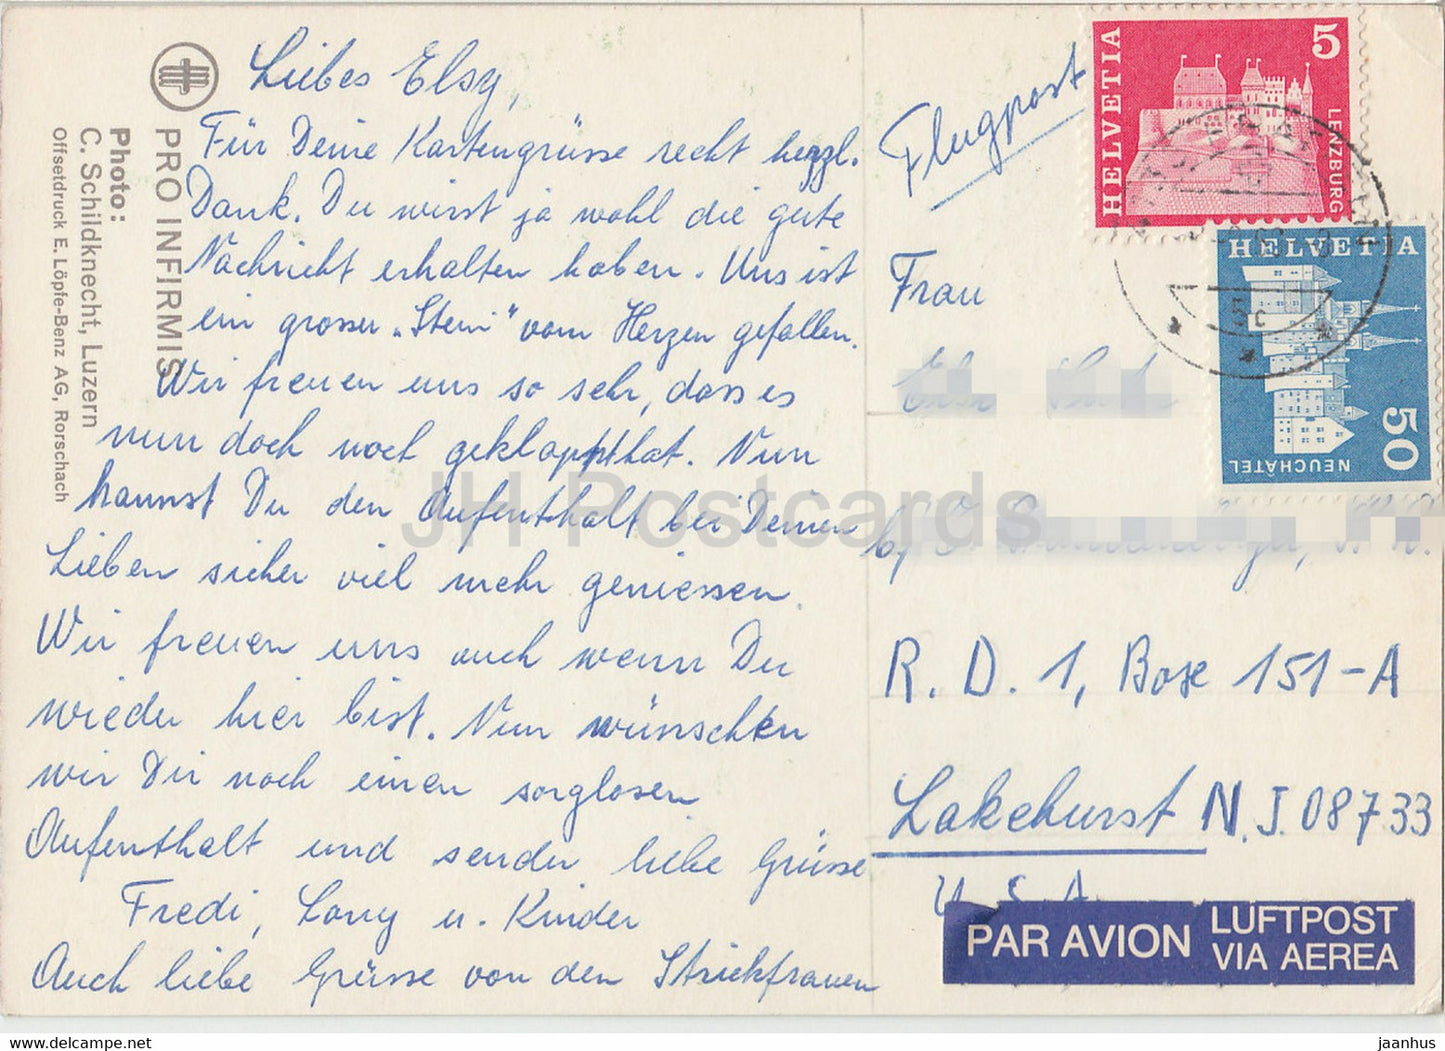 Liebes Elsy,
Für Deine Kartengrüsse recht herzl.
Dank. Du wirst ja wohl die gute
Nachricht erhalten haben. Uns ist
ein grosser „Stein" vom Herzen gefallen.
Wir freuen uns so sehr, dass es
nun doch noch geklappt hat. Nun
kannst Du den Aufenthalt bei Deinen
Lieben sicher viel mehr geniessen.
Wir freuen uns auch wenn Du
wieder hier bist. Nun wünschen
wir Dir noch einen sorglosen
Aufenthalt und senden liebe Grüsse
Fredi, Lony u. Kinder
Auch liebe Grüsse von den Strickfrauen
PRO INFIRMIS
Photo:
C. Schildknecht, Luzern
Offsetdruck E. Löpfe-Benz AG, Rorschach
Flugpost
Frau
R. D. 1, Box 151-A
Lakehurst N.J. 08733
U.S.A.
PAR AVION
LUFTPOST
VIA AEREA
HELVETIA
5
LENZBURG
HELVETIA
50
NEUCHÂTEL
JH Postcards
jaanhus